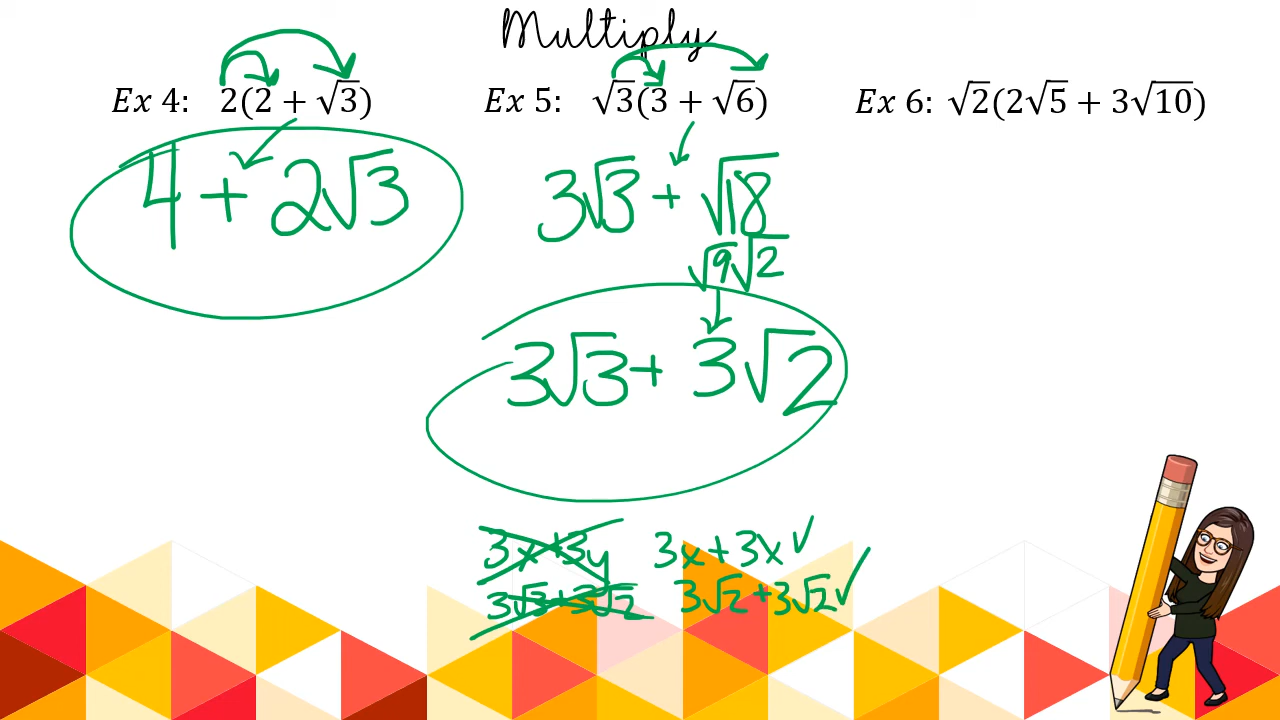 Multiply
Ex 4: 2(2 + √3)
4 + 2√3
Ex 5: √3(3 + √6)
3√3 + √18
√9√2
3√3 + 3√2
3x+3y
3√3+3√2
3x+3x✓
3√2+3√2✓
Ex 6: √2(2√5 + 3√10)